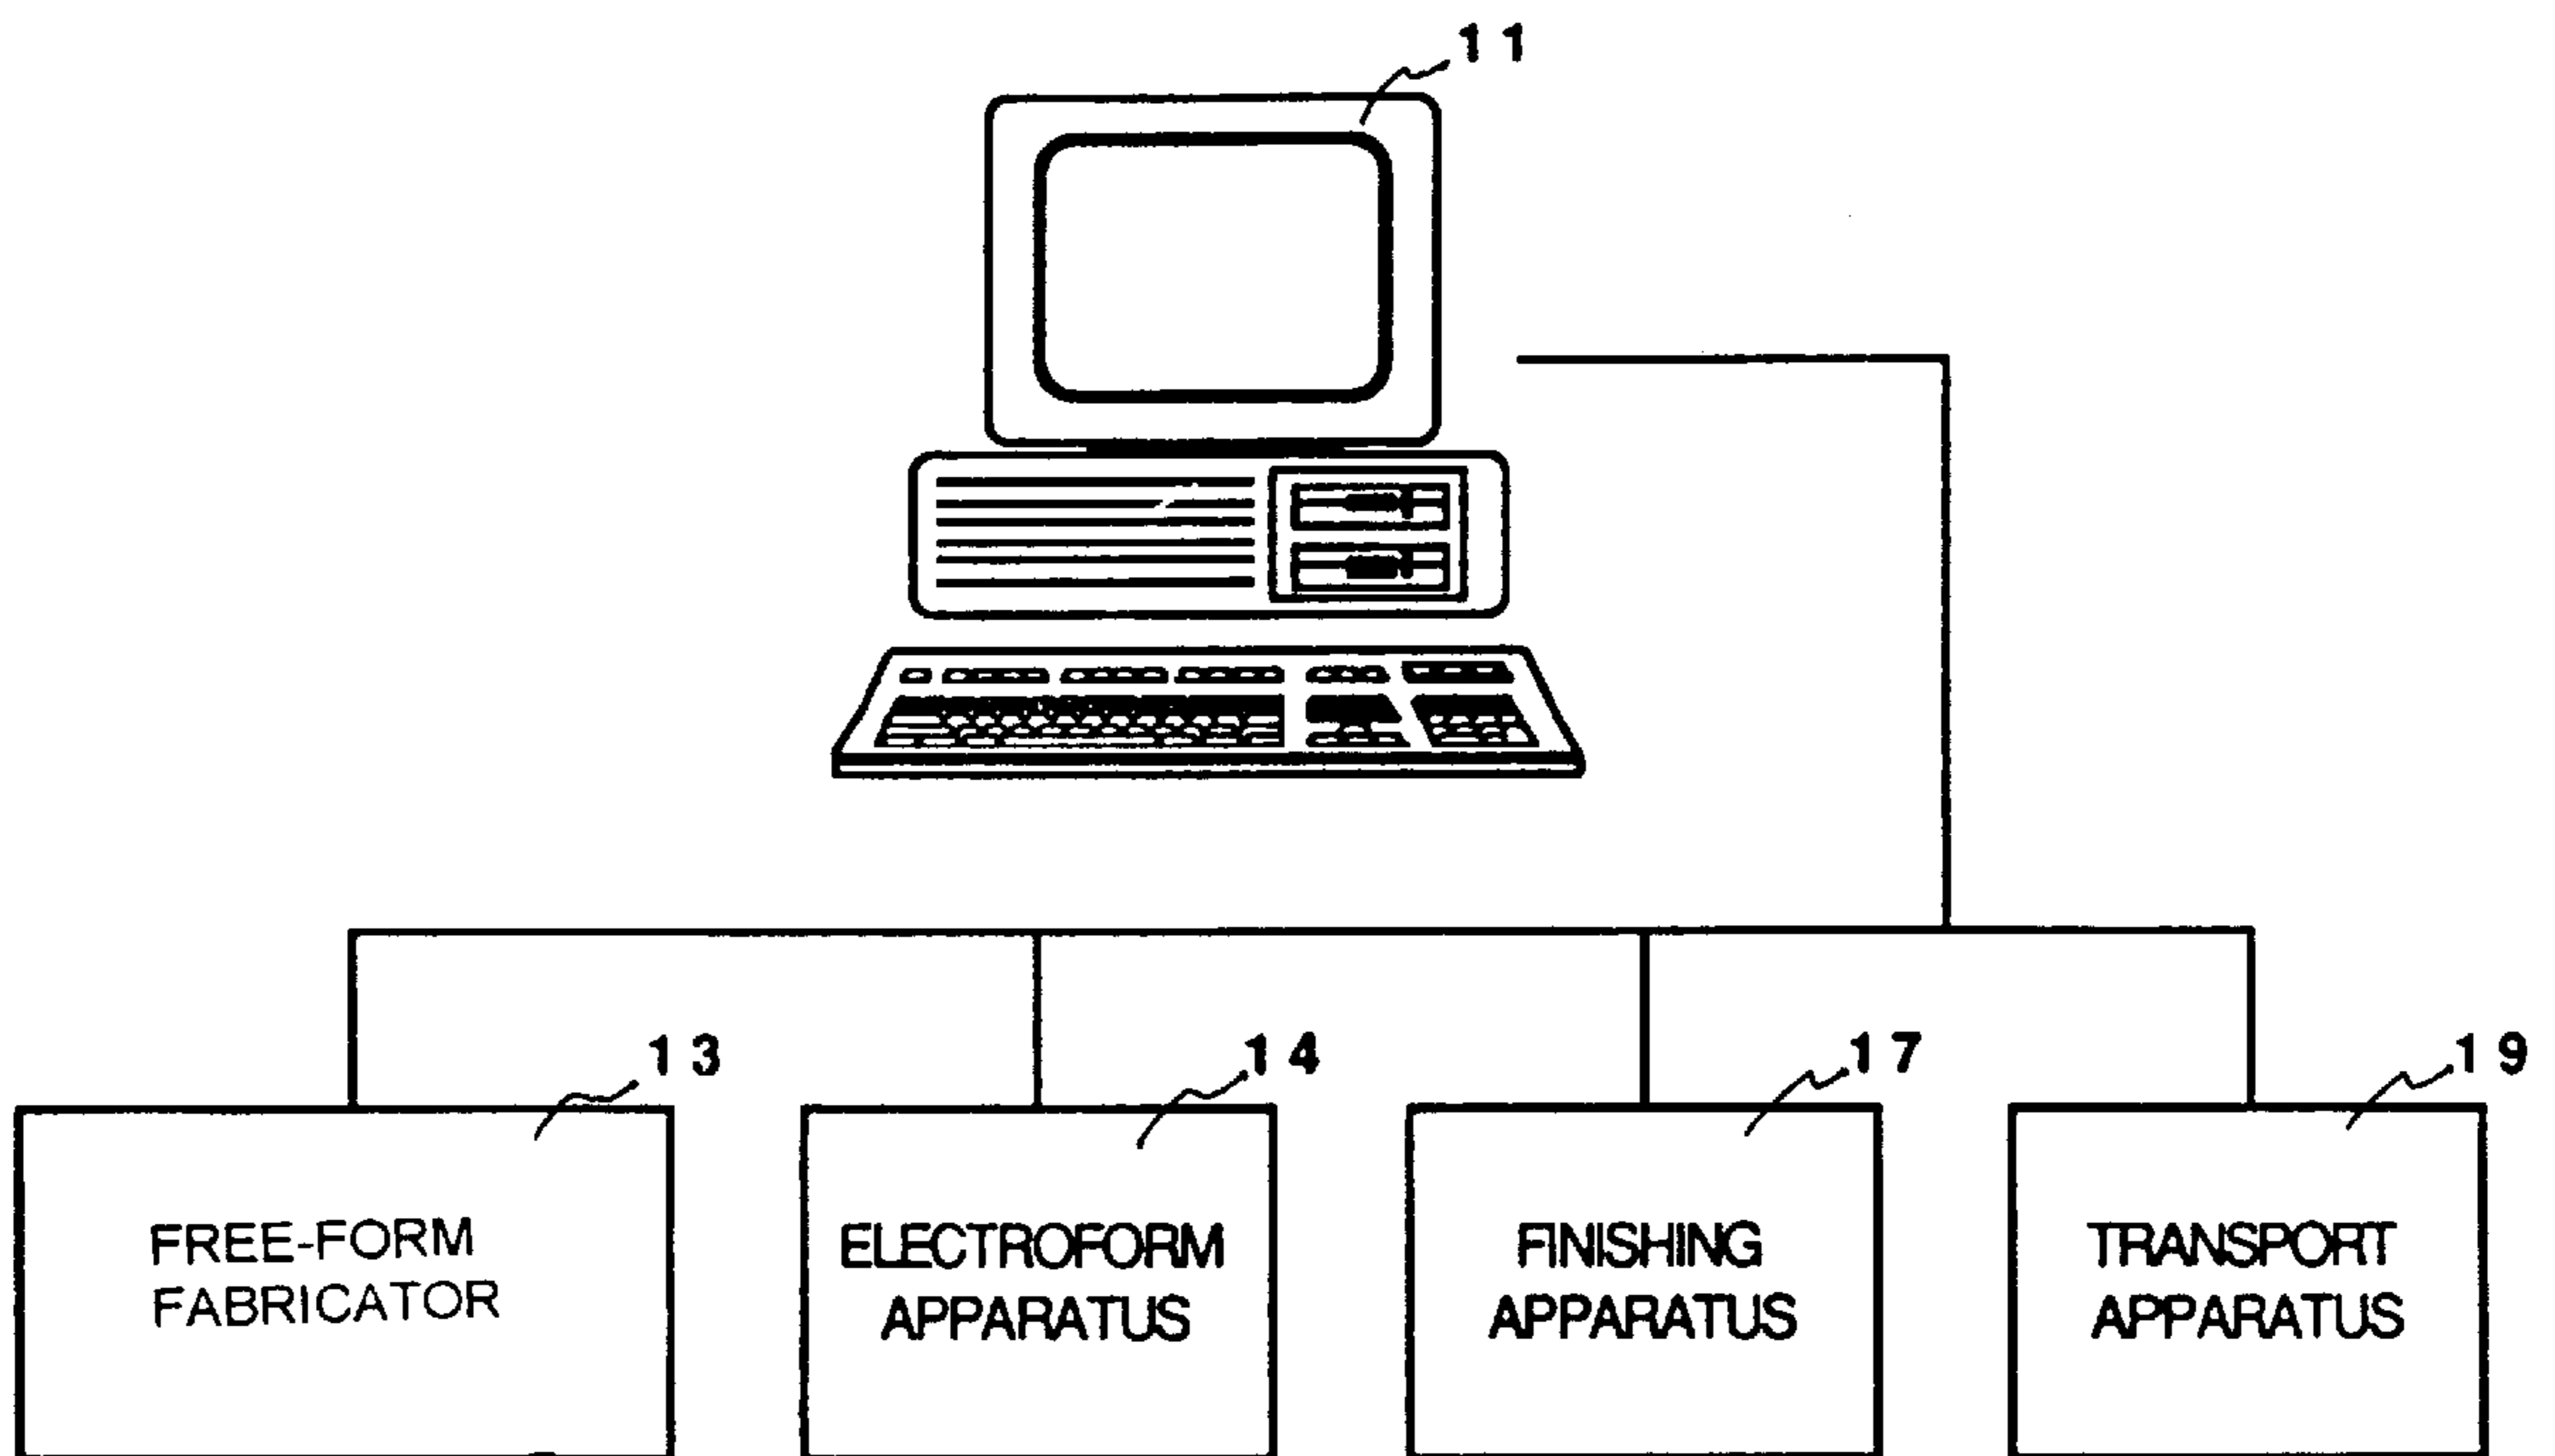 11
13
14
17
19
FREE-FORM
FABRICATOR
ELECTROFORM
APPARATUS
FINISHING
APPARATUS
TRANSPORT
APPARATUS